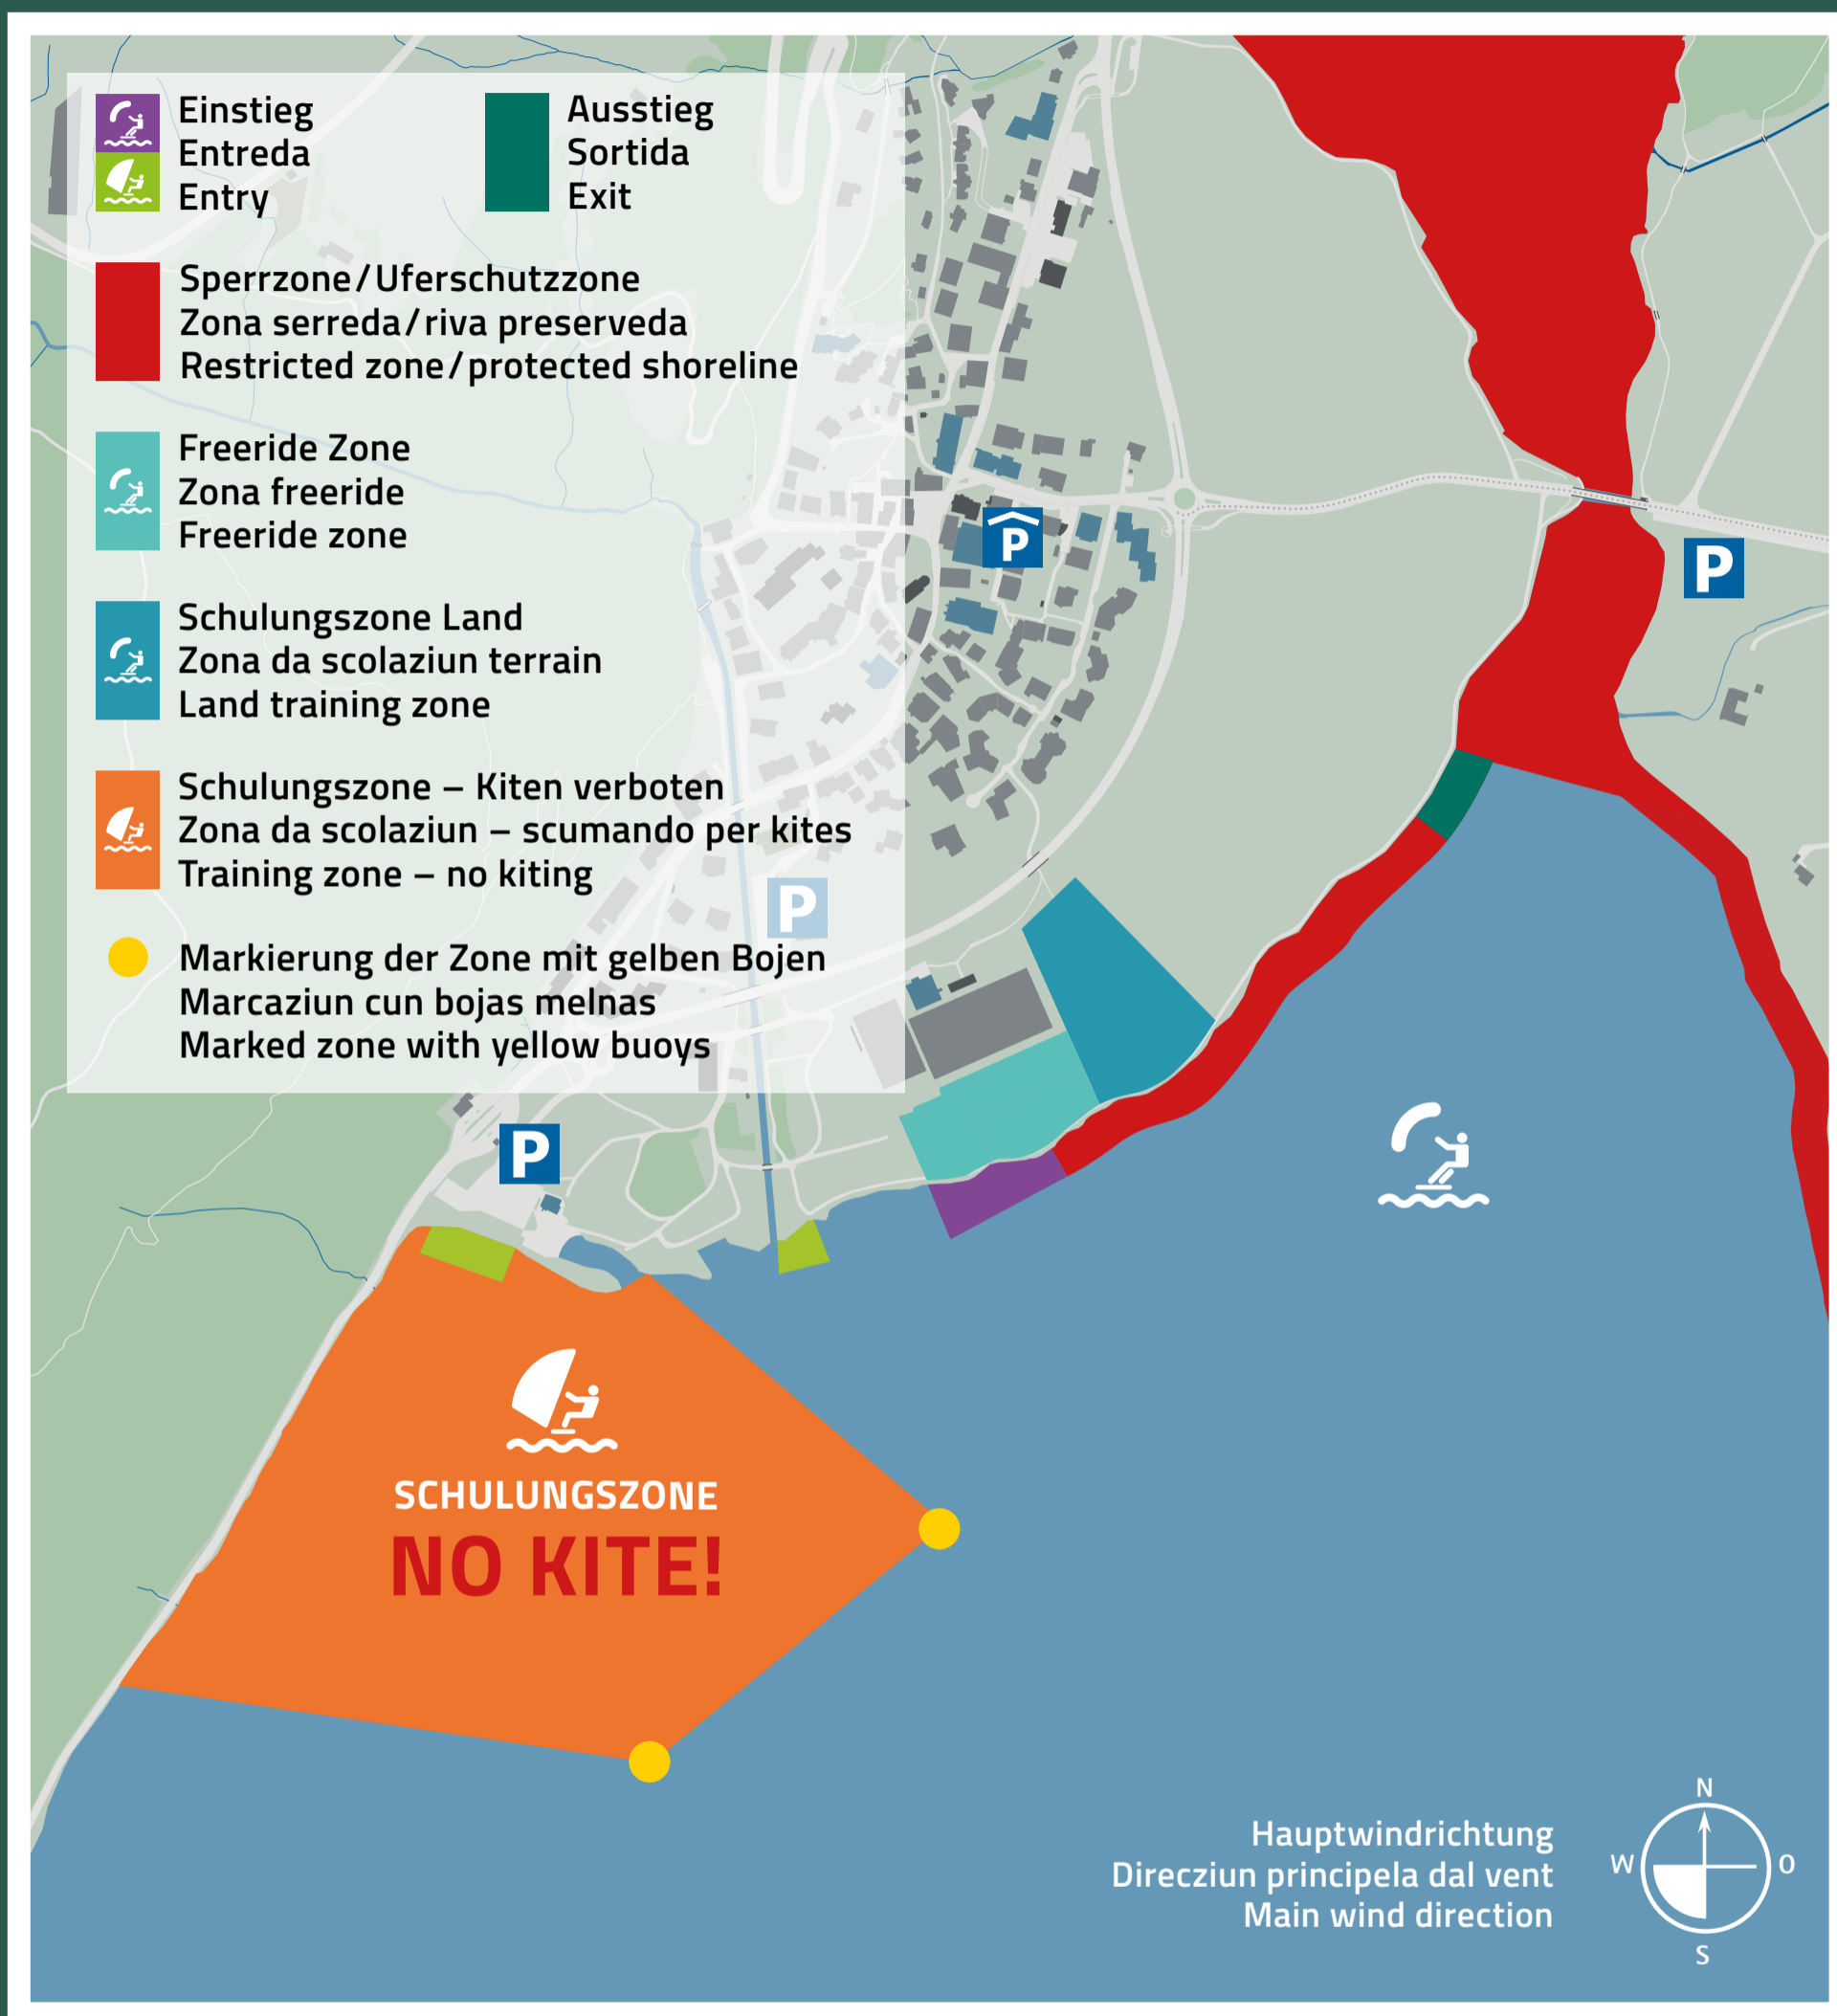 Einstieg
Entreda
Entry
Ausstieg
Sortida
Exit
Sperrzone/Uferschutzzone
Zona serreda/riva preserveda
Restricted zone/protected shoreline
Freeride Zone
Zona freeride
Freeride zone
Schulungszone Land
Zona da scolaziun terrain
Land training zone
Schulungszone – Kiten verboten
Zona da scolaziun – scumando per kites
Training zone – no kiting
Markierung der Zone mit gelben Bojen
Marcaziun cun bojas melnas
Marked zone with yellow buoys
P
P
P
P
SCHULUNGSZONE
NO KITE!
Hauptwindrichtung
Direcziun principela dal vent
Main wind direction
N
W
O
S